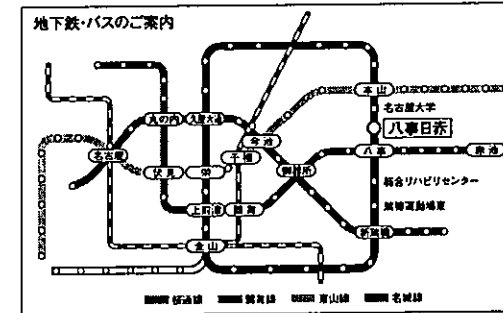 地下鉄・バスのご案内
本山
名古屋大学
丸の内
久屋大通
今池
八事日赤
名古屋
千種
八事
赤池
伏見
栄
御器所
総合リハビリセンター
上前津
鶴舞
瑞穂運動場東
新瑞橋
金山
桜通線
鶴舞線
東山線
名城線